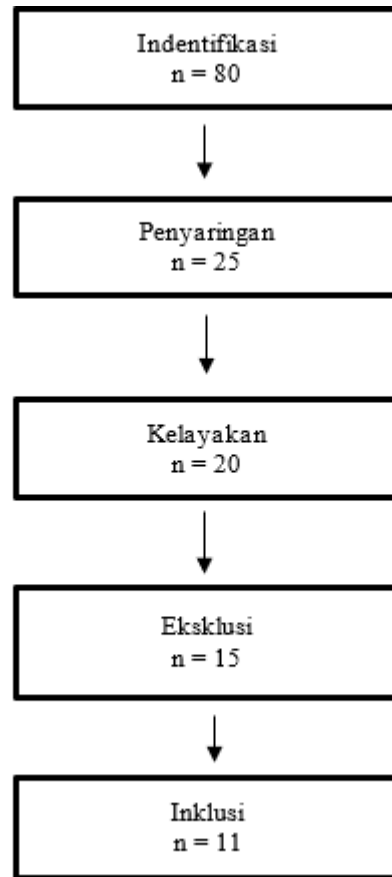 Indentifikasi
n = 80
Penyaringan
n = 25
Kelayakan
n = 20
Eksklusi
n = 15
Inklusi
n = 11